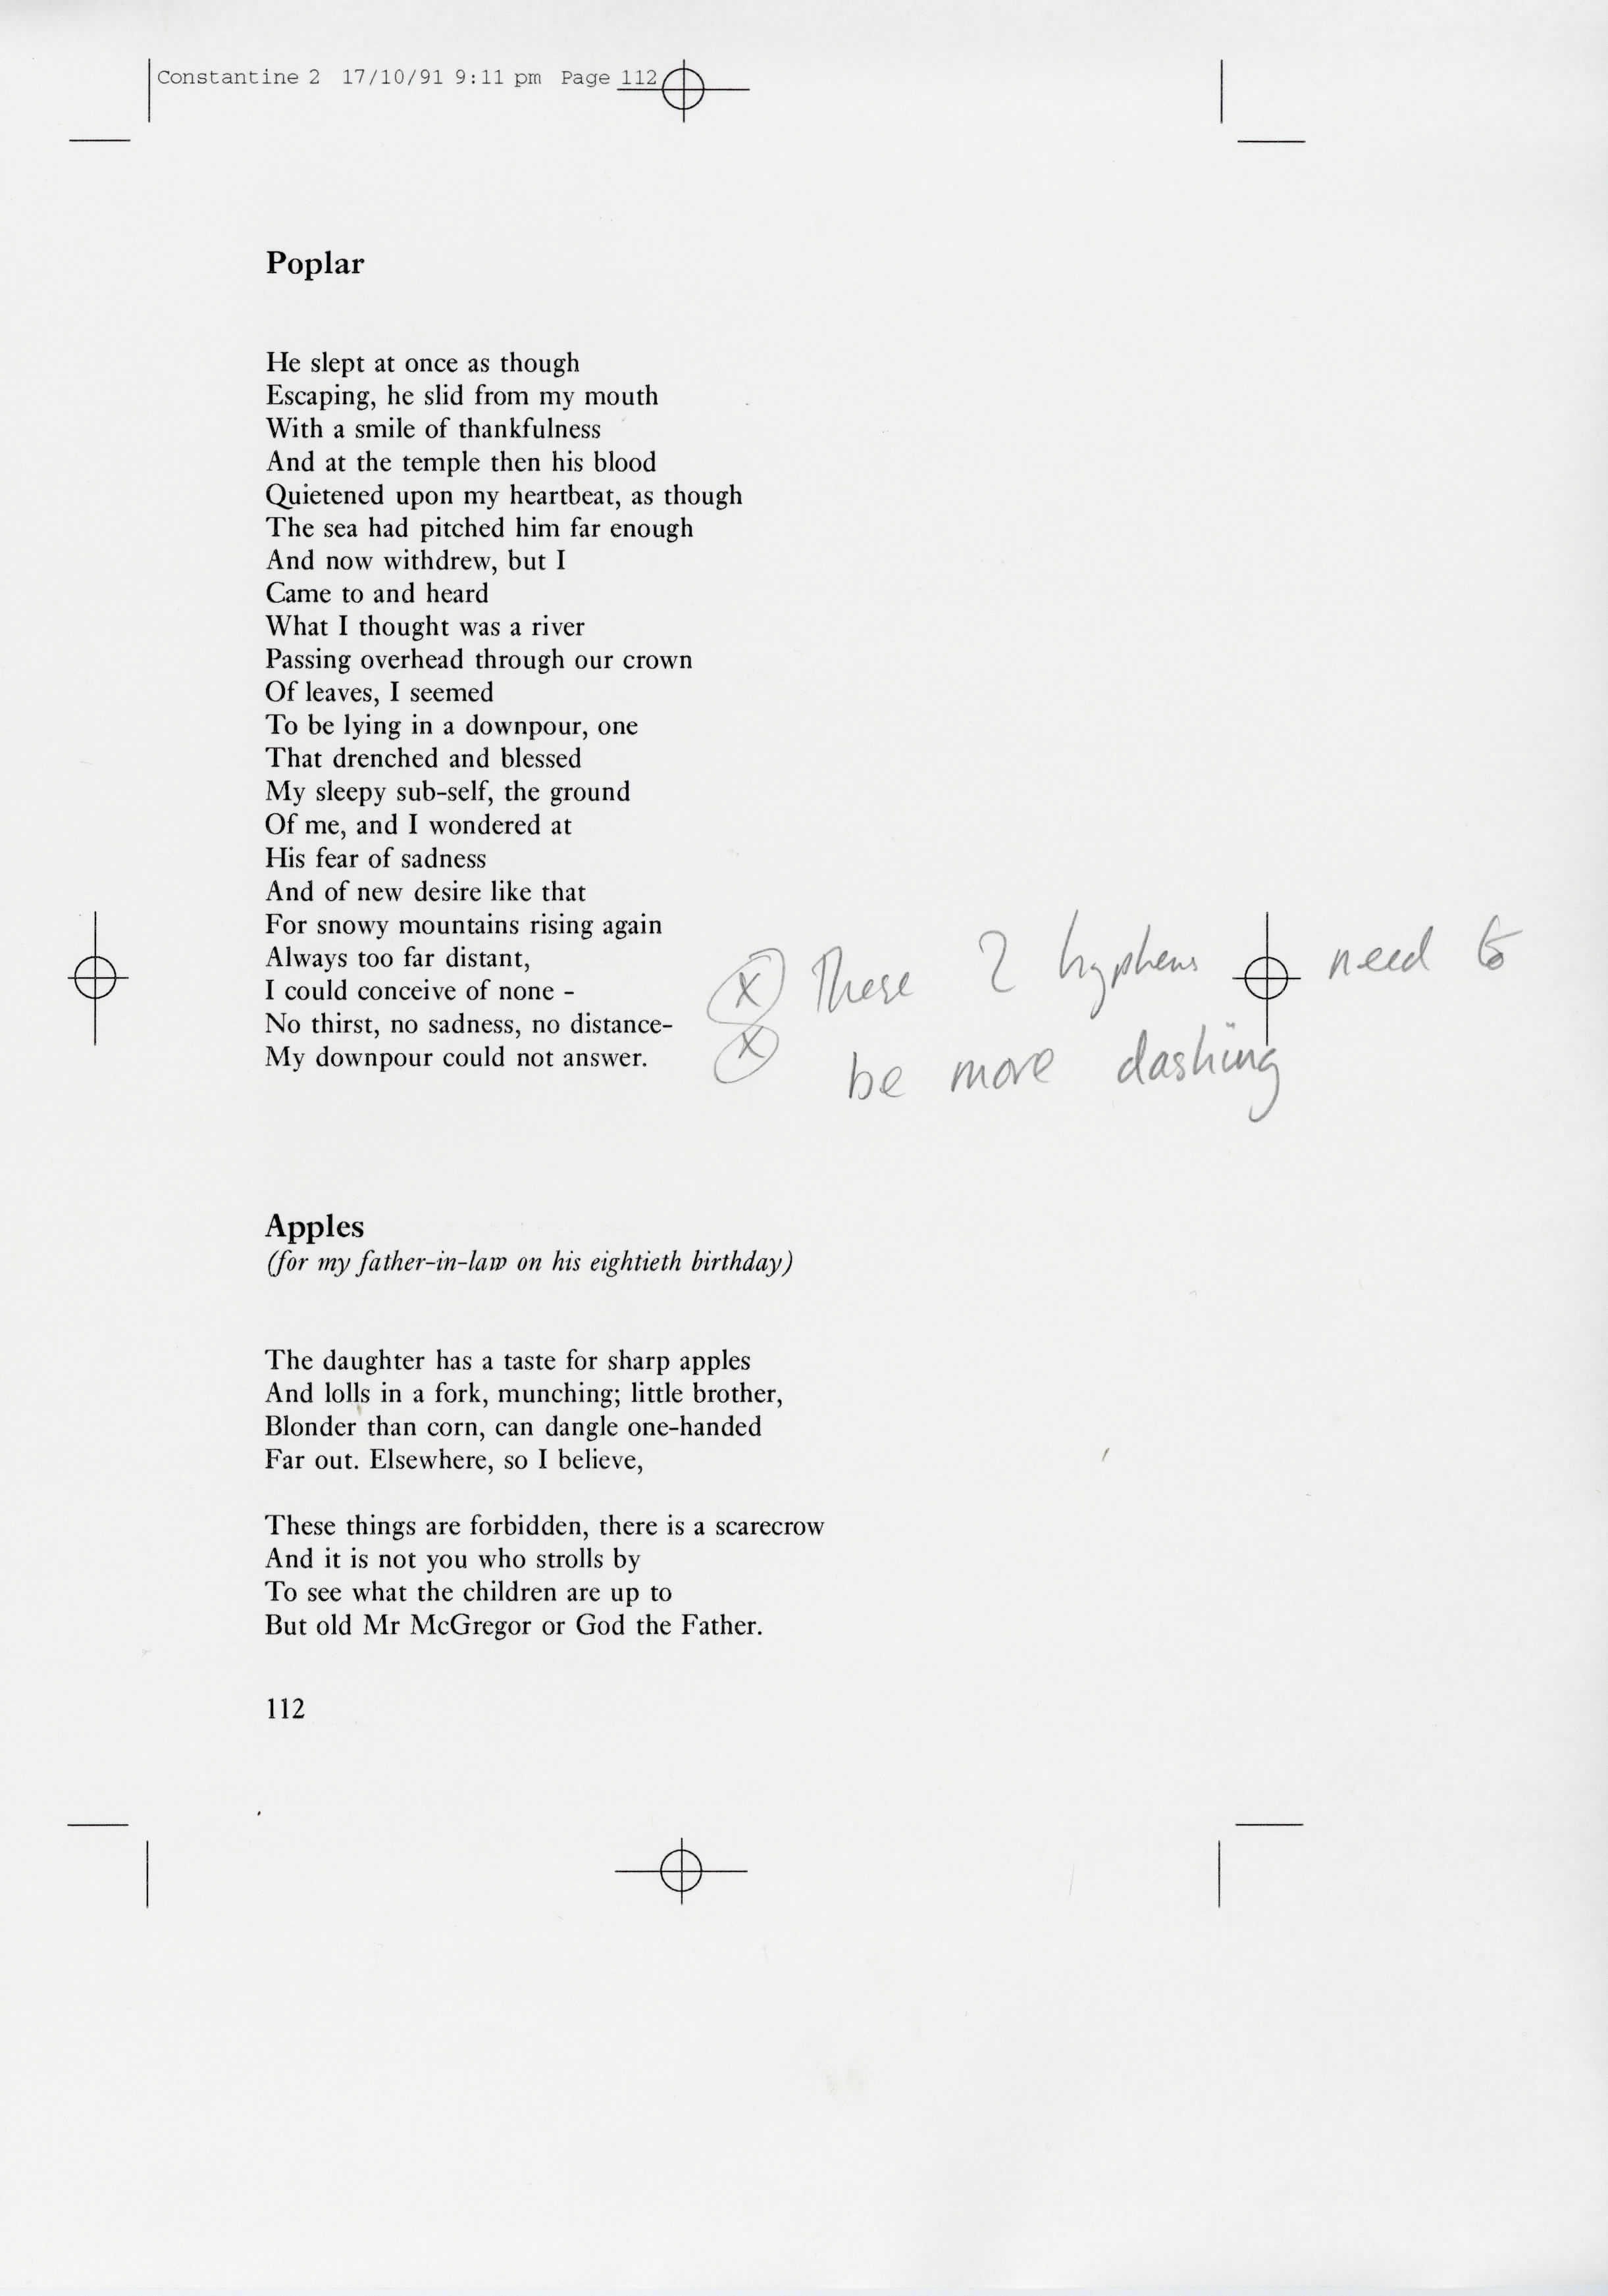 Constantine 2 17/10/91 9:11 pm Page 112
Poplar
He slept at once as though
Escaping, he slid from my mouth
With a smile of thankfulness
And at the temple then his blood
Quietened upon my heartbeat, as though
The sea had pitched him far enough
And now withdrew, but I
Came to and heard
What I thought was a river
Passing overhead through our crown
Of leaves, I seemed
To be lying in a downpour, one
That drenched and blessed
My sleepy sub-self, the ground
Of me, and I wondered at
His fear of sadness
And of new desire like that
For snowy mountains rising again
Always too far distant,
I could conceive of none -
No thirst, no sadness, no distance-
My downpour could not answer.
X These 2 hyphens need to
X be more dashing
Apples
(for my father-in-law on his eightieth birthday)
The daughter has a taste for sharp apples
And lolls in a fork, munching; little brother,
Blonder than corn, can dangle one-handed
Far out. Elsewhere, so I believe,
These things are forbidden, there is a scarecrow
And it is not you who strolls by
To see what the children are up to
But old Mr McGregor or God the Father.
112